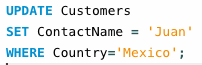 UPDATE Customers
SET ContactName = 'Juan'
WHERE Country='Mexico';